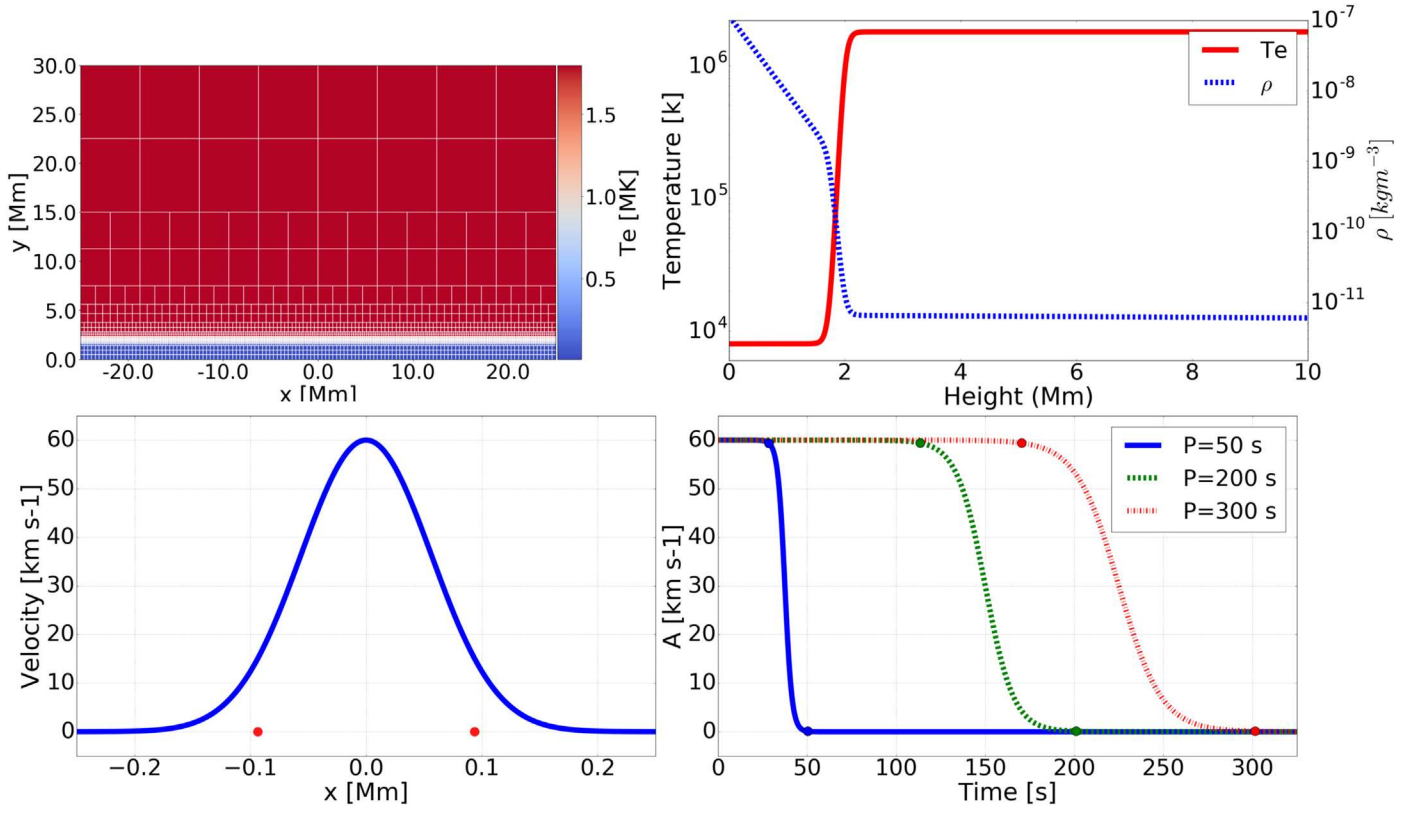 30.0
25.0
20.0
15.0
10.0
5.0
0.0
y [Mm]
-20.0 -10.0 0.0 10.0 20.0
x [Mm]
1.5
1.0
0.5
Te [MK]
10^6
10^5
10^4
Temperature [k]
0 2 4 6 8 10
Height (Mm)
10^-7
10^-8
10^-9
10^-10
10^-11
ρ [kgm^-3]
Te
ρ
60
50
40
30
20
10
0
Velocity [km s-1]
−0.2 −0.1 0.0 0.1 0.2
x [Mm]
60
50
40
30
20
10
0
A [km s-1]
0 50 100 150 200 250 300
Time [s]
P=50 s
P=200 s
P=300 s